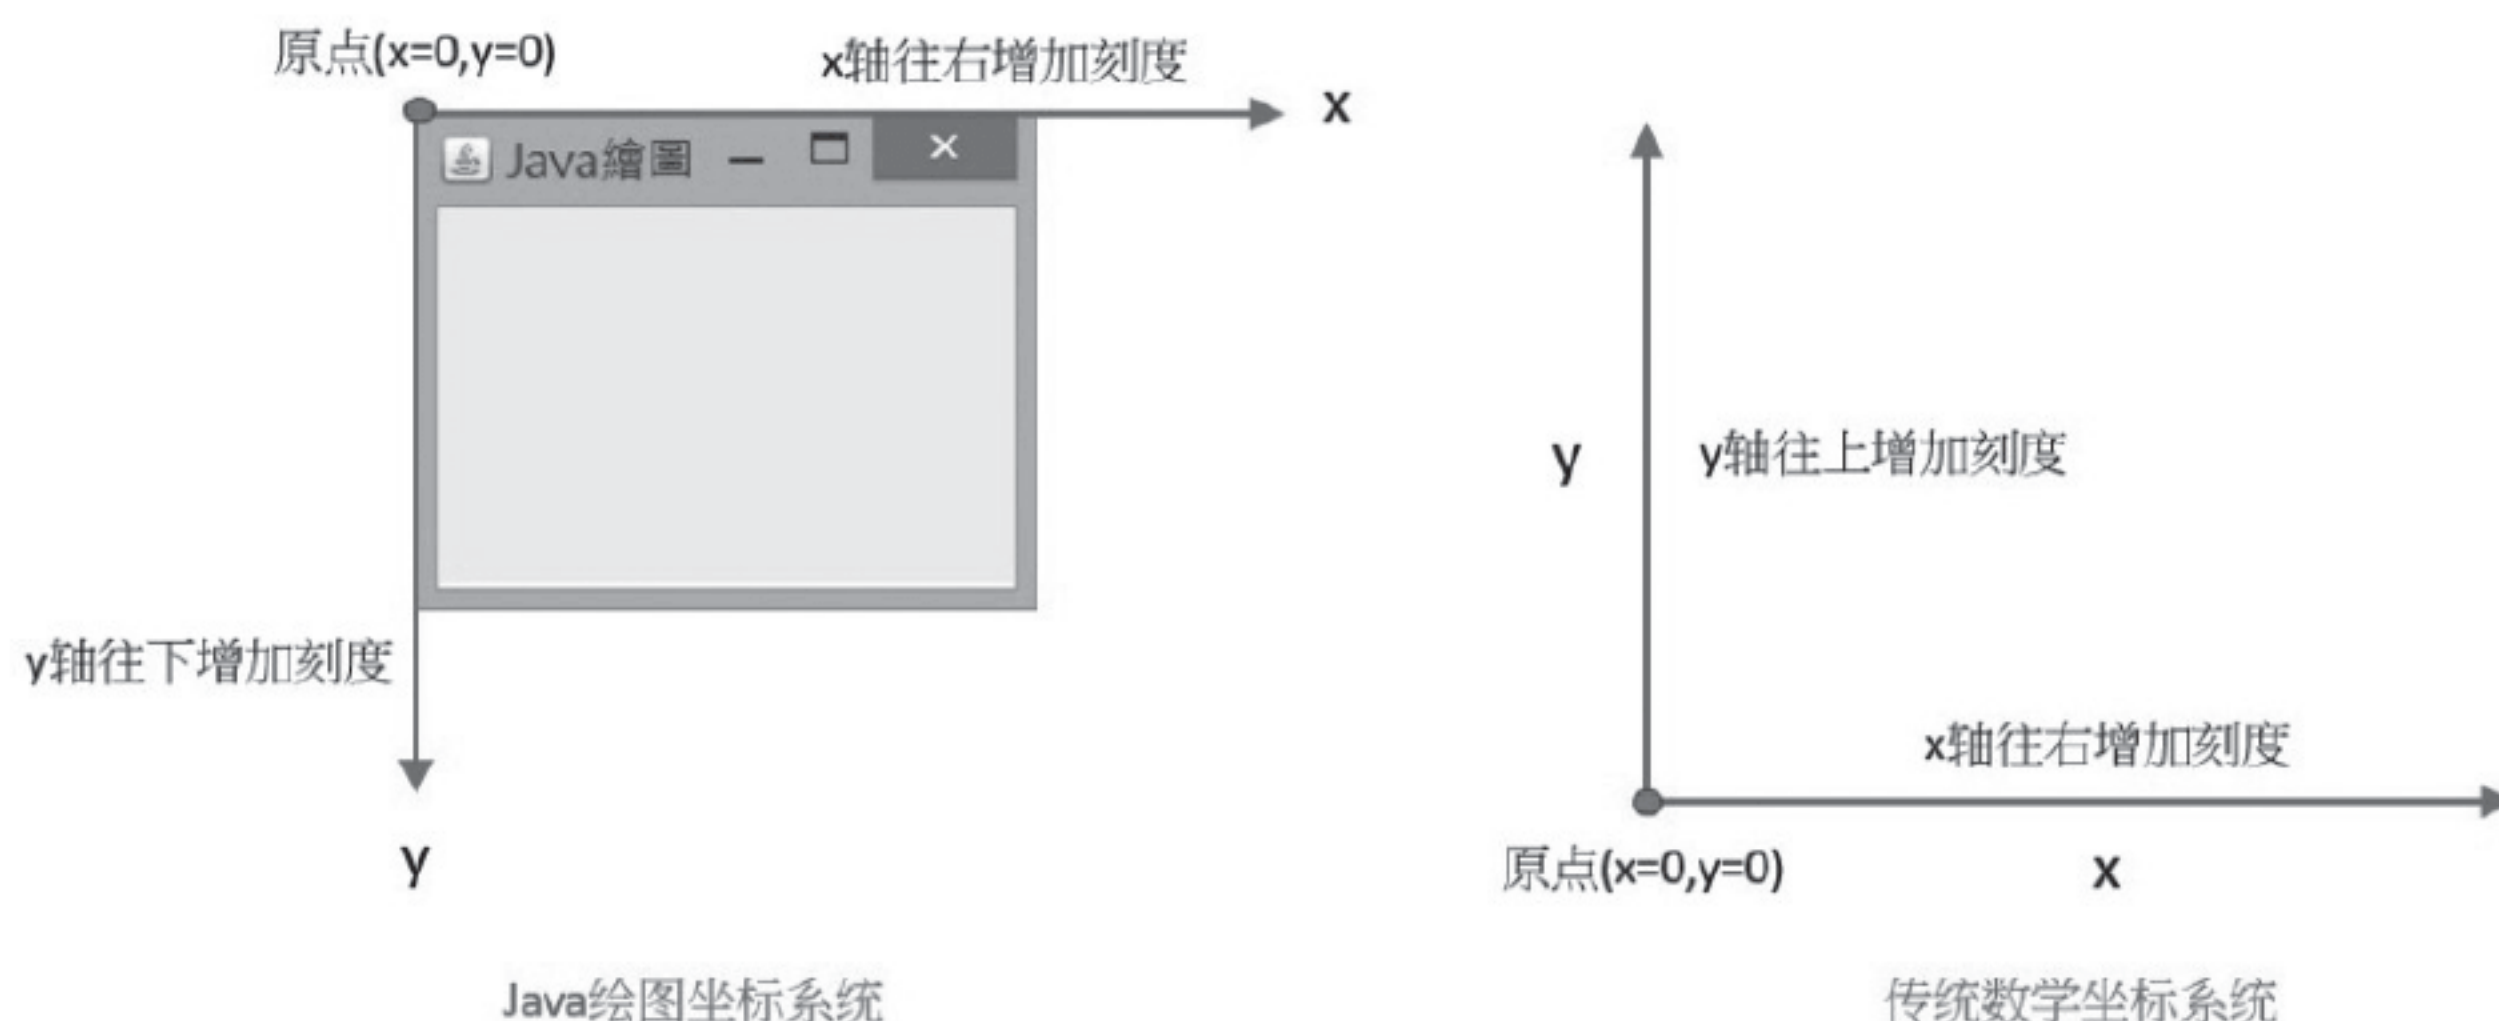 原点(x=0,y=0)
x轴往右增加刻度
x
Java繪圖
y轴往下增加刻度
y
Java绘图坐标系统
y
y轴往上增加刻度
x轴往右增加刻度
原点(x=0,y=0)
x
传统数学坐标系统